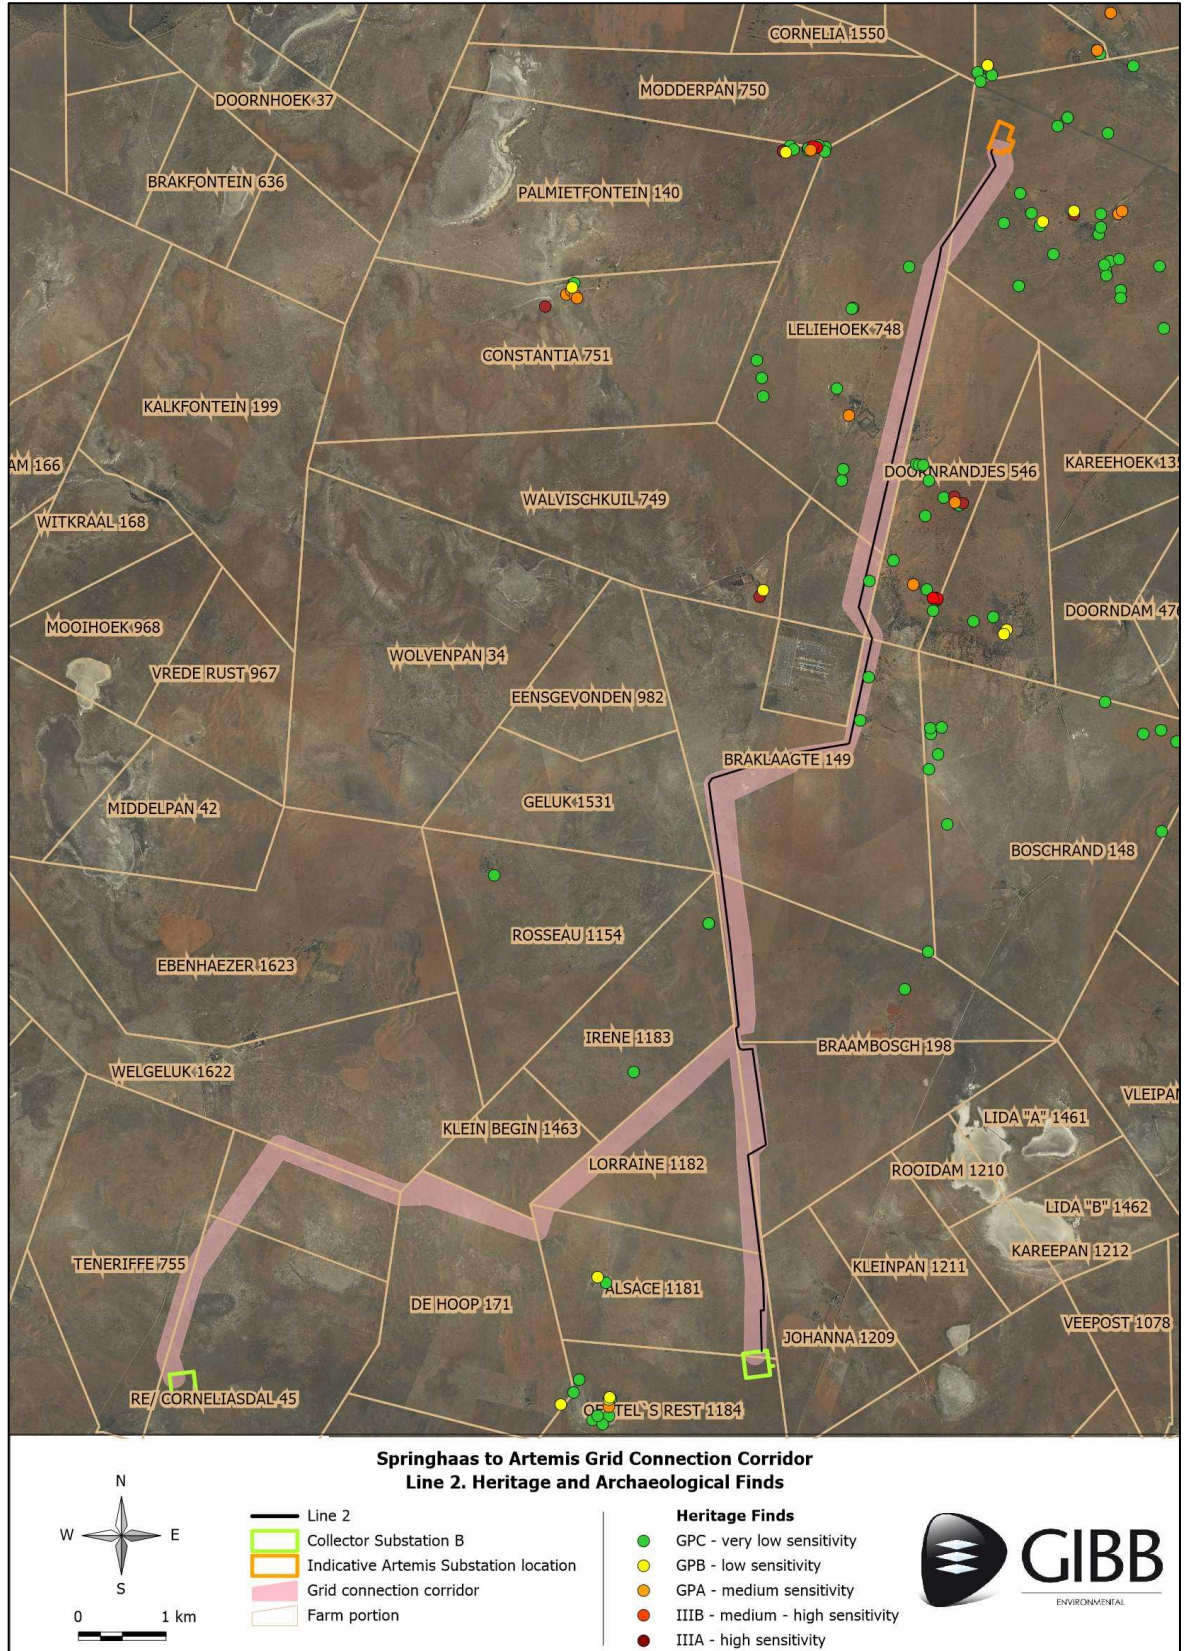 CORNELIA 1550
MODDERPAN 750
DOORNHOEK 37
BRAKFONTEIN 636
PALMIETFONTEIN 140
LELIEHOEK 748
CONSTANTIA 751
KALKFONTEIN 199
AM 166
DOORNRANDJES 546
KAREEHOEK 135
WALVISCHKUIL 749
WITKRAAL 168
DOORNDAM 476
MOOIHOEK 968
WOLVENPAN 34
VREDE RUST 967
EENSGEVONDEN 982
BRAKLAAGTE 149
GELUK 1531
MIDDELPAN 42
BOSCHRAND 148
ROSSEAU 1154
EBENHAEZER 1623
IRENE 1183
BRAAMBOSCH 198
WELGELUK 1622
VLEIPAN
LIDA "A" 1461
KLEIN BEGIN 1463
LORRAINE 1182
ROOIDAM 1210
LIDA "B" 1462
KAREEPAN 1212
TENERIFFE 755
KLEINPAN 1211
ALSACE 1181
DE HOOP 171
VEEPOST 1078
JOHANNA 1209
RE/ CORNELIASDAL 45
REST 1184
Springhaas to Artemis Grid Connection Corridor
Line 2. Heritage and Archaeological Finds
N
W E
S
0 1 km
Line 2
Collector Substation B
Indicative Artemis Substation location
Grid connection corridor
Farm portion
Heritage Finds
GPC - very low sensitivity
GPB - low sensitivity
GPA - medium sensitivity
IIIB - medium - high sensitivity
IIIA - high sensitivity
GIBB
ENVIRONMENTAL